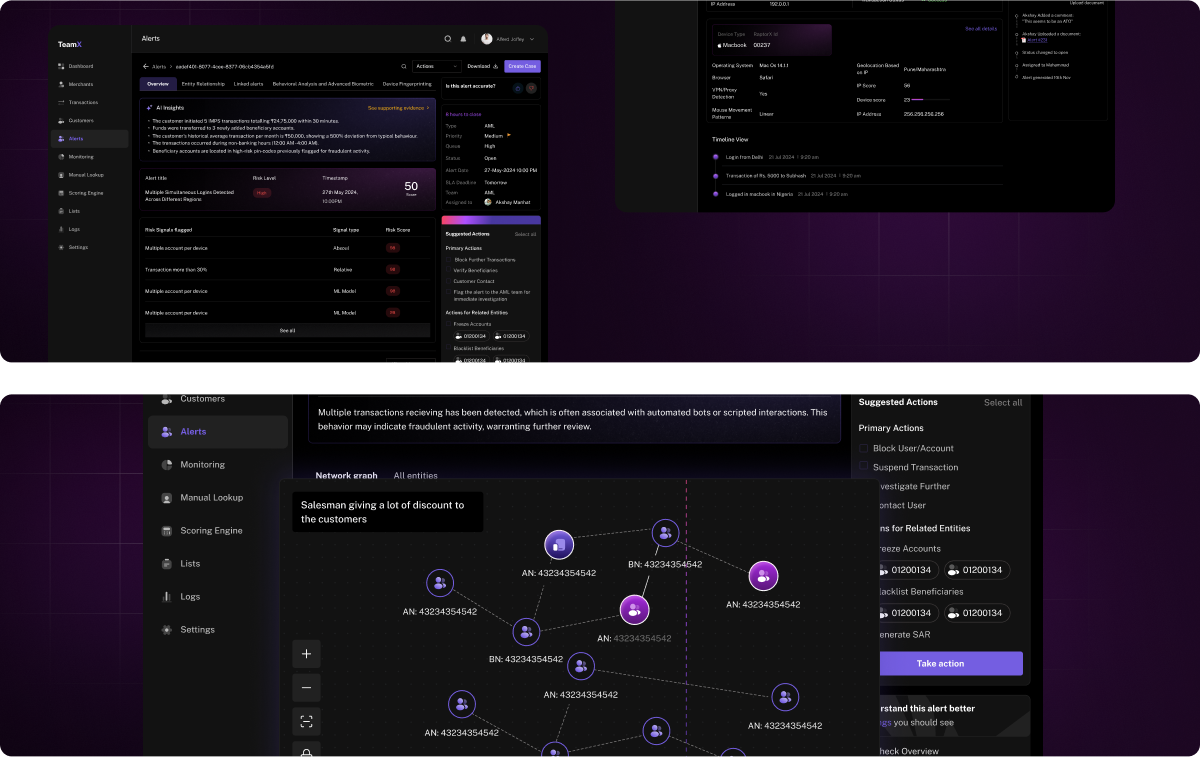 TeamX
Dashboard
Merchants
Transactions
Customers
Alerts
Monitoring
Manual Lookup
Scoring Engine
Lists
Logs
Settings
Alerts
Alfred Joffey
Alerts
Actions
Download
Create Case
Overview
Entity Relationship
Linked alerts
Behavioral Analysis and Advanced Biometric
Device Fingerprinting
AI Insights
See supporting evidence
• The customer initiated 5 IMPS transactions totalling ₹24,75,000 within 30 minutes.
• Funds were transferred to 3 newly added beneficiary accounts.
• The customer's historical average transaction per month is ₹50,000, showing a 500% deviation from typical behaviour.
• The transactions occurred during non-banking hours (12:00 AM-4:00 AM).
• Beneficiary accounts are located in high-risk pin-codes previously flagged for fraudulent activity.
Alert title
Risk Level
Timestamp
Multiple Simultaneous Logins Detected
Across Different Regions
High
27th May 2024,
10:00PM
50
Score
Risk Signals flagged
Signal type
Risk Score
Multiple account per device
Absoul
Transaction more than 30%
Relative
Multiple account per device
ML Model
Multiple account per device
ML Model
See all
Is this alert accurate?
8 hours to close
Type AML
Priority Medium
Queue High
Status Open
Alert Date 27-May-2024 10:00 PM
SLA Deadline Tomorrow
Team AML
Assigned to Akshay Manhat
Suggested Actions
Select all
Primary Actions
Block Further Transactions
Verify Beneficiaries
Customer Contact
Flag the alert to the AML team for
immediate investigation
Actions for Related Entities
Freeze Accounts
01200134 01200134
Blacklist Beneficiaries
01200134 01200134
IP Address 192.0.0.1
Upload document
Device Type
Macbook 00237
See all details
Operating System Mac Os 14.1.1
Browser Safari
VPN/Proxy
Detection Yes
Mouse Movement
Patterns Linear
Geolocation Based
on IP Pune/Maharashtra
IP Score 56
Device score 23
IP Address 256.256.256.256
Timeline View
Login from Delhi 21 Jul 2024 | 9:20 am
Transaction of Rs. 5000 to Subhash 21 Jul 2024 | 9:20 am
Logged in macbook in Nigeria 21 Jul 2024 | 9:20 am
Akshay Added a comment:
"This seems to be an ATO"
Akshay Uploaded a document:
Status changed to open
Assigned to Mohammad
Alert generated 19th Nov
Customers
Alerts
Monitoring
Manual Lookup
Scoring Engine
Lists
Logs
Settings
Multiple transactions recieving has been detected, which is often associated with automated bots or scripted interactions. This
behavior may indicate fraudulent activity, warranting further review.
Network graph
All entities
Salesman giving a lot of discount to
the customers
AN: 43234354542
BN: 43234354542
AN: 43234354542
AN: 43234354542
AN: 43234354542
BN: 43234354542
AN: 43234354542
AN: 43234354542
AN: 43234354542
Suggested Actions
Select all
Primary Actions
Block User/Account
Suspend Transaction
vestigate Further
ontact User
ns for Related Entities
reeze Accounts
01200134 01200134
lacklist Beneficiaries
01200134 01200134
enerate SAR
Take action
rstand this alert better
ngs you should see
heck Overview